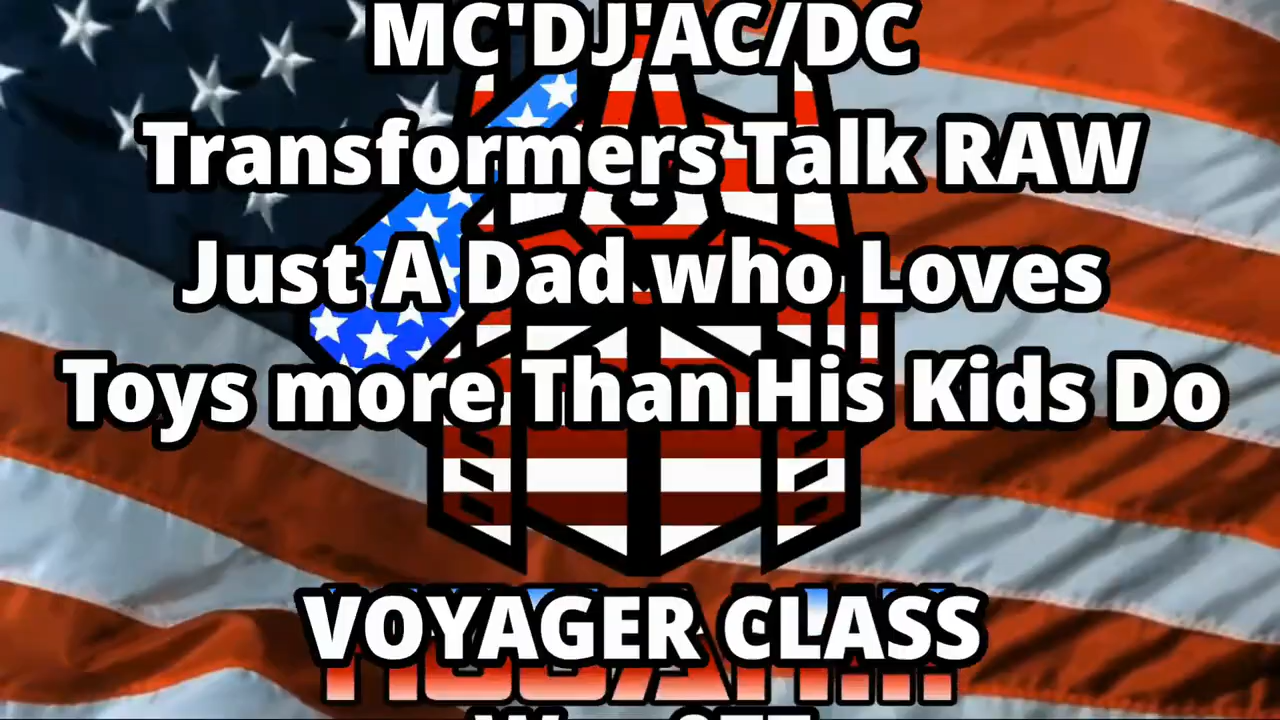 MC'DJ'AC/DC
Transformers Talk RAW
Just A Dad who Loves
Toys more Than His Kids Do
VOYAGER CLASS